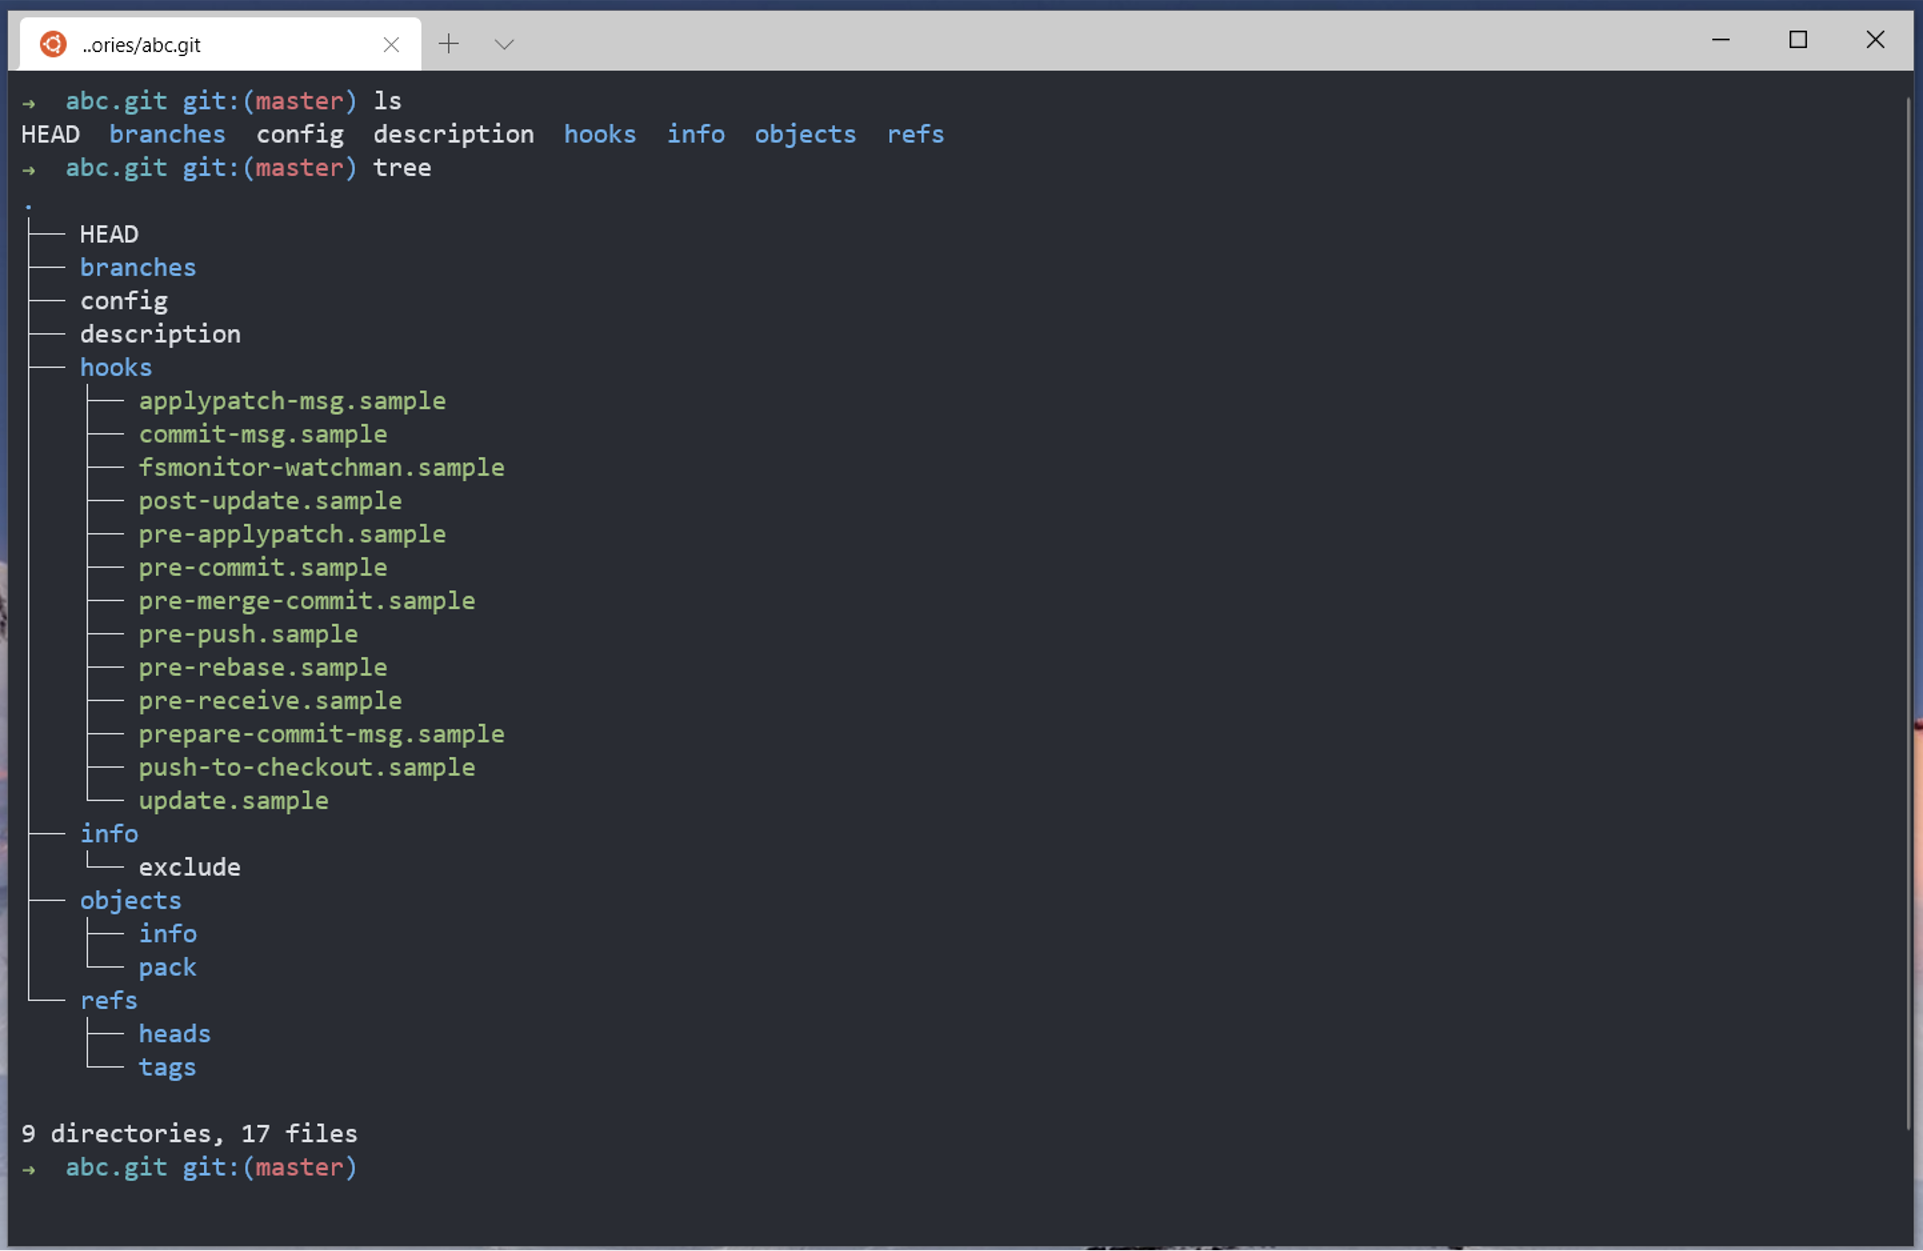 ..ories/abc.git
→ abc.git git:(master) ls
HEAD branches config description hooks info objects refs
→ abc.git git:(master) tree
.
├── HEAD
├── branches
├── config
├── description
├── hooks
│   ├── applypatch-msg.sample
│   ├── commit-msg.sample
│   ├── fsmonitor-watchman.sample
│   ├── post-update.sample
│   ├── pre-applypatch.sample
│   ├── pre-commit.sample
│   ├── pre-merge-commit.sample
│   ├── pre-push.sample
│   ├── pre-rebase.sample
│   ├── pre-receive.sample
│   ├── prepare-commit-msg.sample
│   ├── push-to-checkout.sample
│   └── update.sample
├── info
│   └── exclude
├── objects
│   ├── info
│   └── pack
└── refs
    ├── heads
    └── tags
9 directories, 17 files
→ abc.git git:(master)